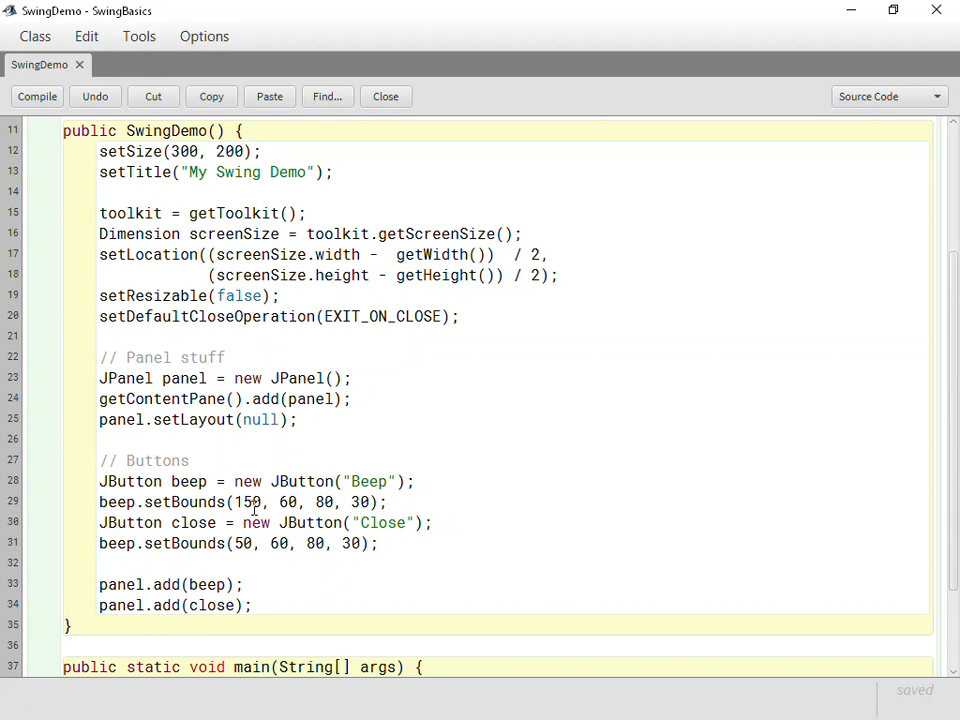 SwingDemo - SwingBasics
Class Edit Tools Options
SwingDemo
Compile Undo Cut Copy Paste Find... Close Source Code
11 public SwingDemo() {
12 setSize(300, 200);
13 setTitle("My Swing Demo");
14
15 toolkit = getToolkit();
16 Dimension screenSize = toolkit.getScreenSize();
17 setLocation((screenSize.width -  getWidth())  / 2,
18 (screenSize.height - getHeight()) / 2);
19 setResizable(false);
20 setDefaultCloseOperation(EXIT_ON_CLOSE);
21
22 // Panel stuff
23 JPanel panel = new JPanel();
24 getContentPane().add(panel);
25 panel.setLayout(null);
26
27 // Buttons
28 JButton beep = new JButton("Beep");
29 beep.setBounds(150, 60, 80, 30);
30 JButton close = new JButton("Close");
31 beep.setBounds(50, 60, 80, 30);
32
33 panel.add(beep);
34 panel.add(close);
35 }
36
37 public static void main(String[] args) {
saved